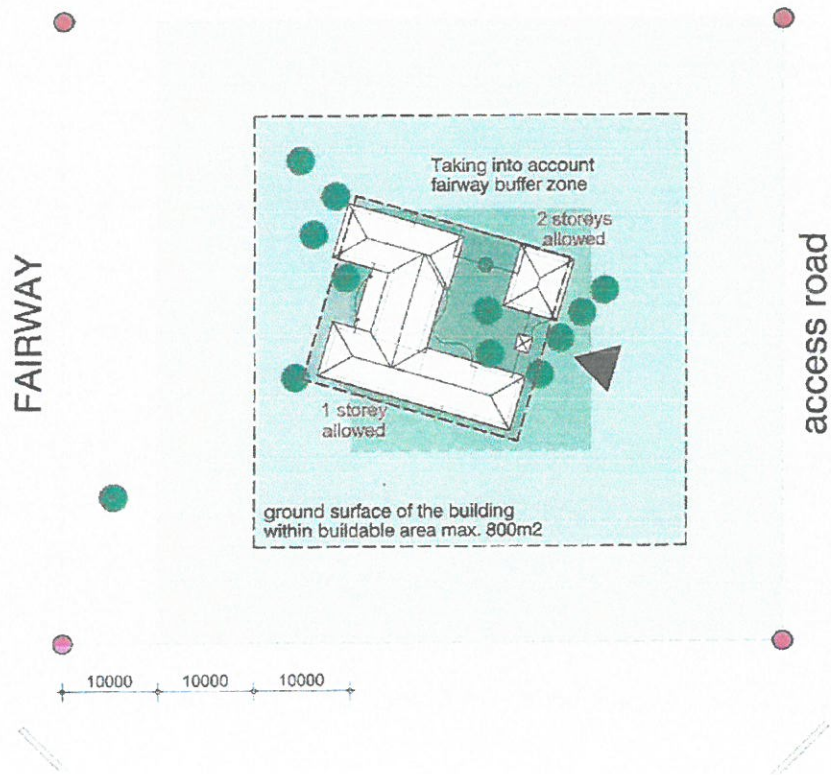 Taking into account
fairway buffer zone
2 storeys
allowed
FAIRWAY
access road
1 storey
allowed
ground surface of the building
within buildable area max. 800m2
10000 10000 10000